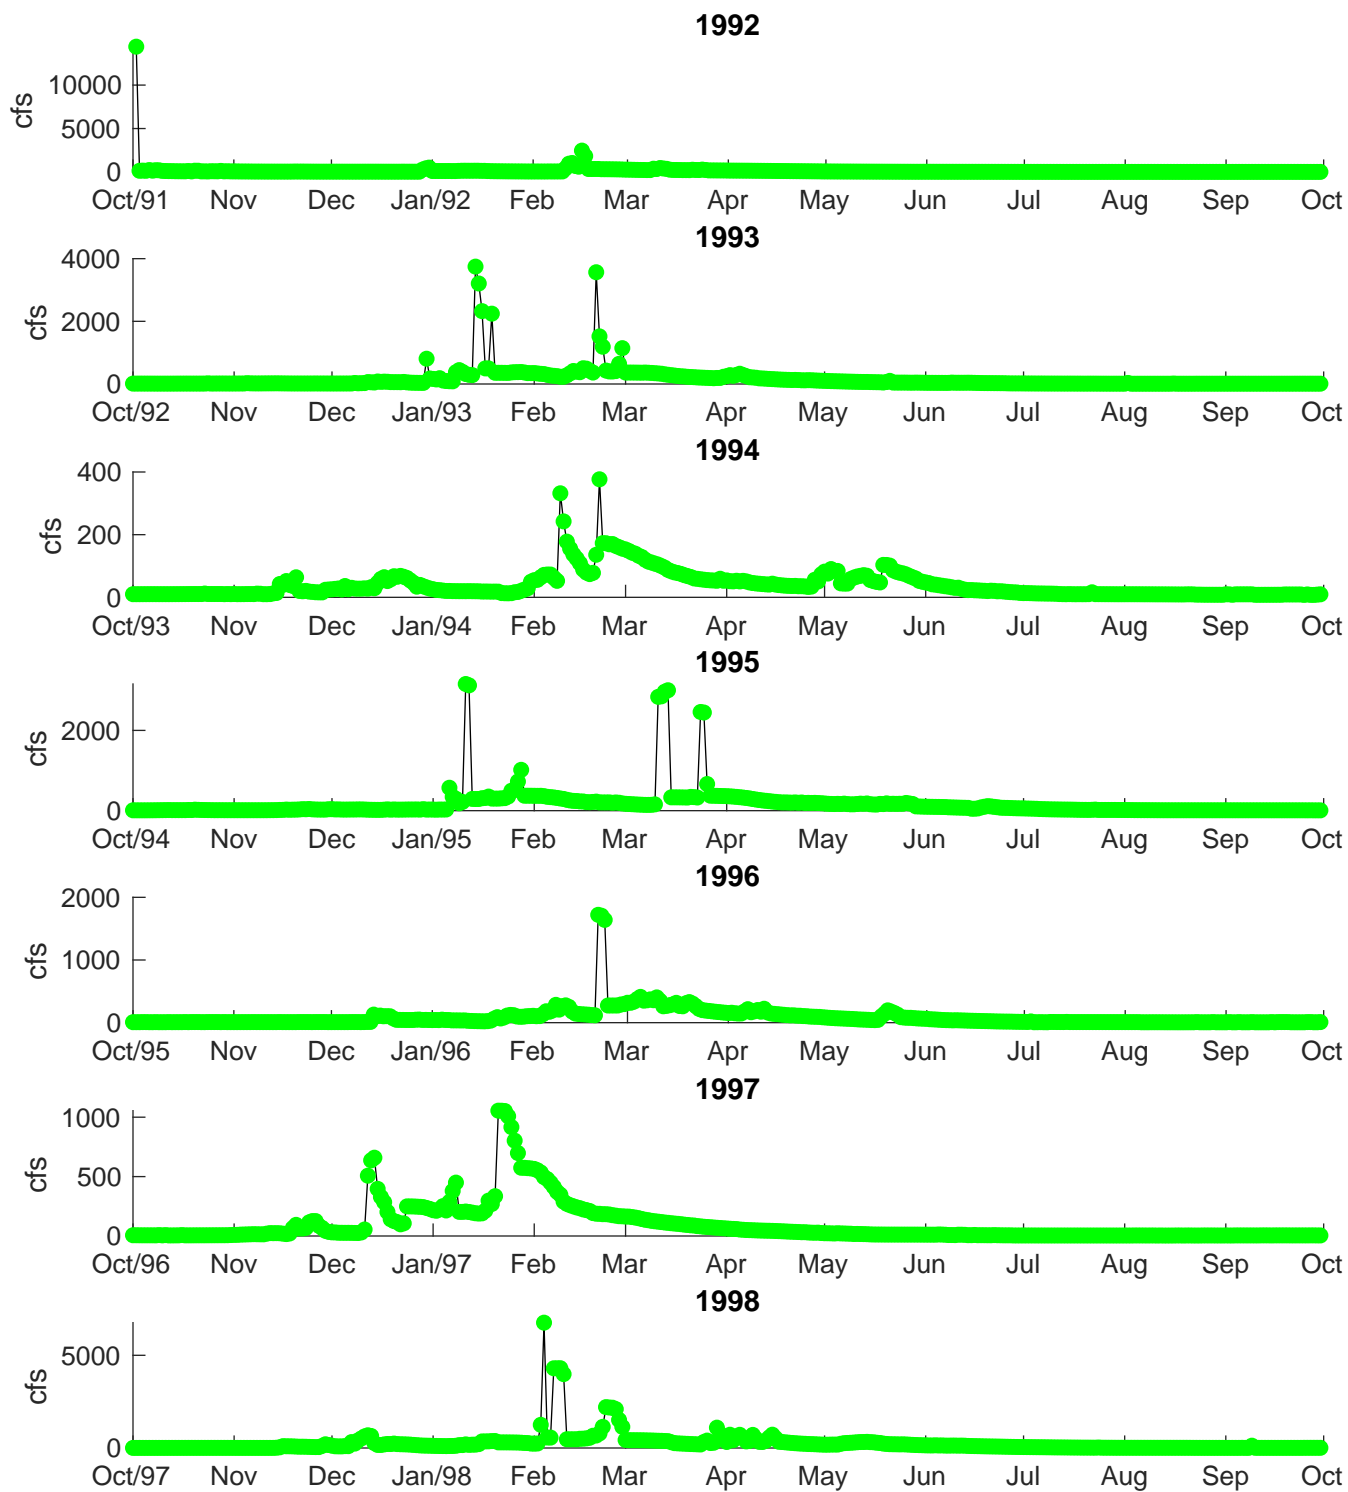 1992
cfs
10000
5000
0
Oct/91 Nov Dec Jan/92 Feb Mar Apr May Jun Jul Aug Sep Oct
1993
cfs
4000
2000
0
Oct/92 Nov Dec Jan/93 Feb Mar Apr May Jun Jul Aug Sep Oct
1994
cfs
400
200
0
Oct/93 Nov Dec Jan/94 Feb Mar Apr May Jun Jul Aug Sep Oct
1995
cfs
2000
0
Oct/94 Nov Dec Jan/95 Feb Mar Apr May Jun Jul Aug Sep Oct
1996
cfs
2000
1000
0
Oct/95 Nov Dec Jan/96 Feb Mar Apr May Jun Jul Aug Sep Oct
1997
cfs
1000
500
0
Oct/96 Nov Dec Jan/97 Feb Mar Apr May Jun Jul Aug Sep Oct
1998
cfs
5000
0
Oct/97 Nov Dec Jan/98 Feb Mar Apr May Jun Jul Aug Sep Oct